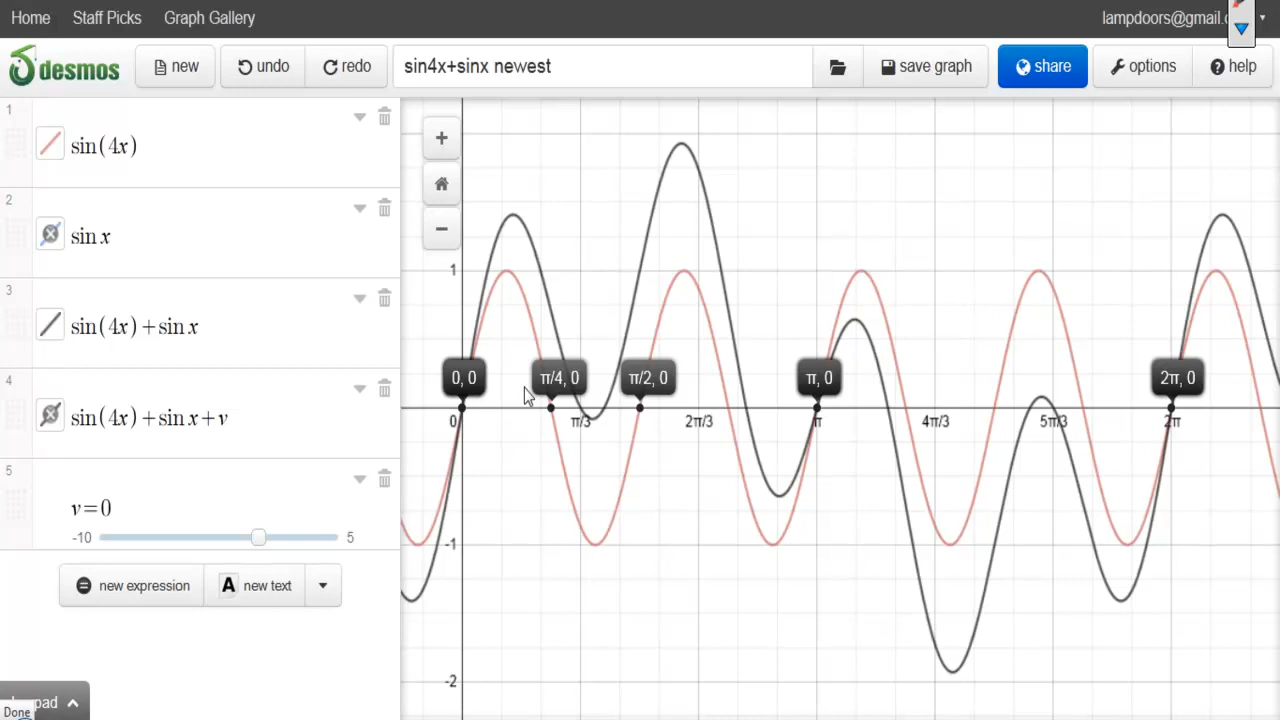 Home Staff Picks Graph Gallery lampdoors@gmail.c
desmos new undo redo sin4x+sinx newest save graph share options help
1
sin(4x)
2
sin x
3
sin(4x)+sin x
4
sin(4x)+sin x+v
5
v=0
-10 5
new expression A new text
pad
Done
+
−
1
0, 0 π/4, 0 π/2, 0 π, 0 2π, 0
0 π/3 2π/3 π 4π/3 5π/3 2π
-1
-2